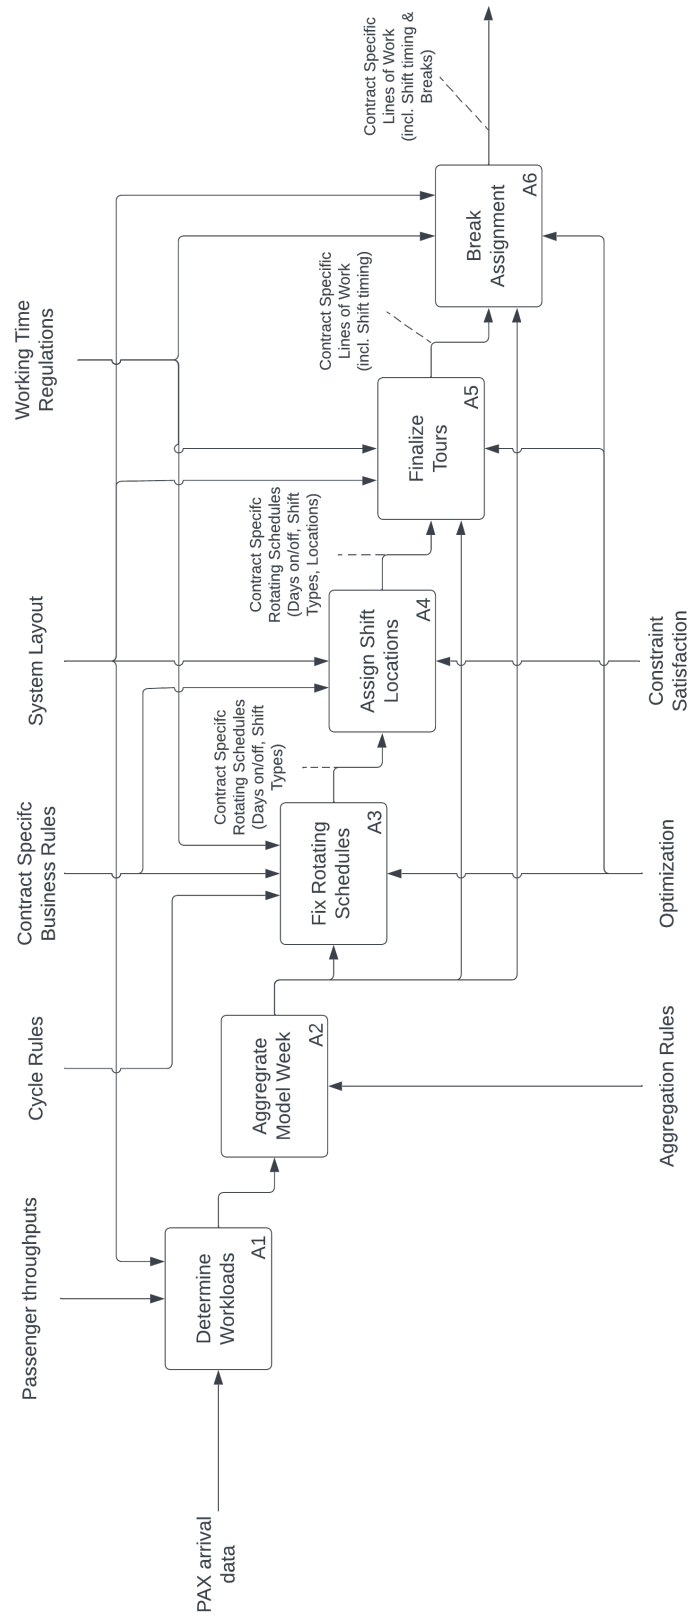 PAX arrival
data
Passenger throughputs
Cycle Rules
Contract Specifc
Business Rules
System Layout
Working Time
Regulations
Determine
Workloads
A1
Aggregrate
Model Week
A2
Fix Rotating
Schedules
A3
Contract Specifc
Rotating Schedules
(Days on/off, Shift
Types)
Assign Shift
Locations
A4
Contract Specifc
Rotating Schedules
(Days on/off, Shift
Types, Locations)
Finalize
Tours
A5
Contract Specific
Lines of Work
(incl. Shift timing)
Break
Assignment
A6
Contract Specific
Lines of Work
(incl. Shift timing &
Breaks)
Aggregation Rules
Optimization
Constraint
Satisfaction